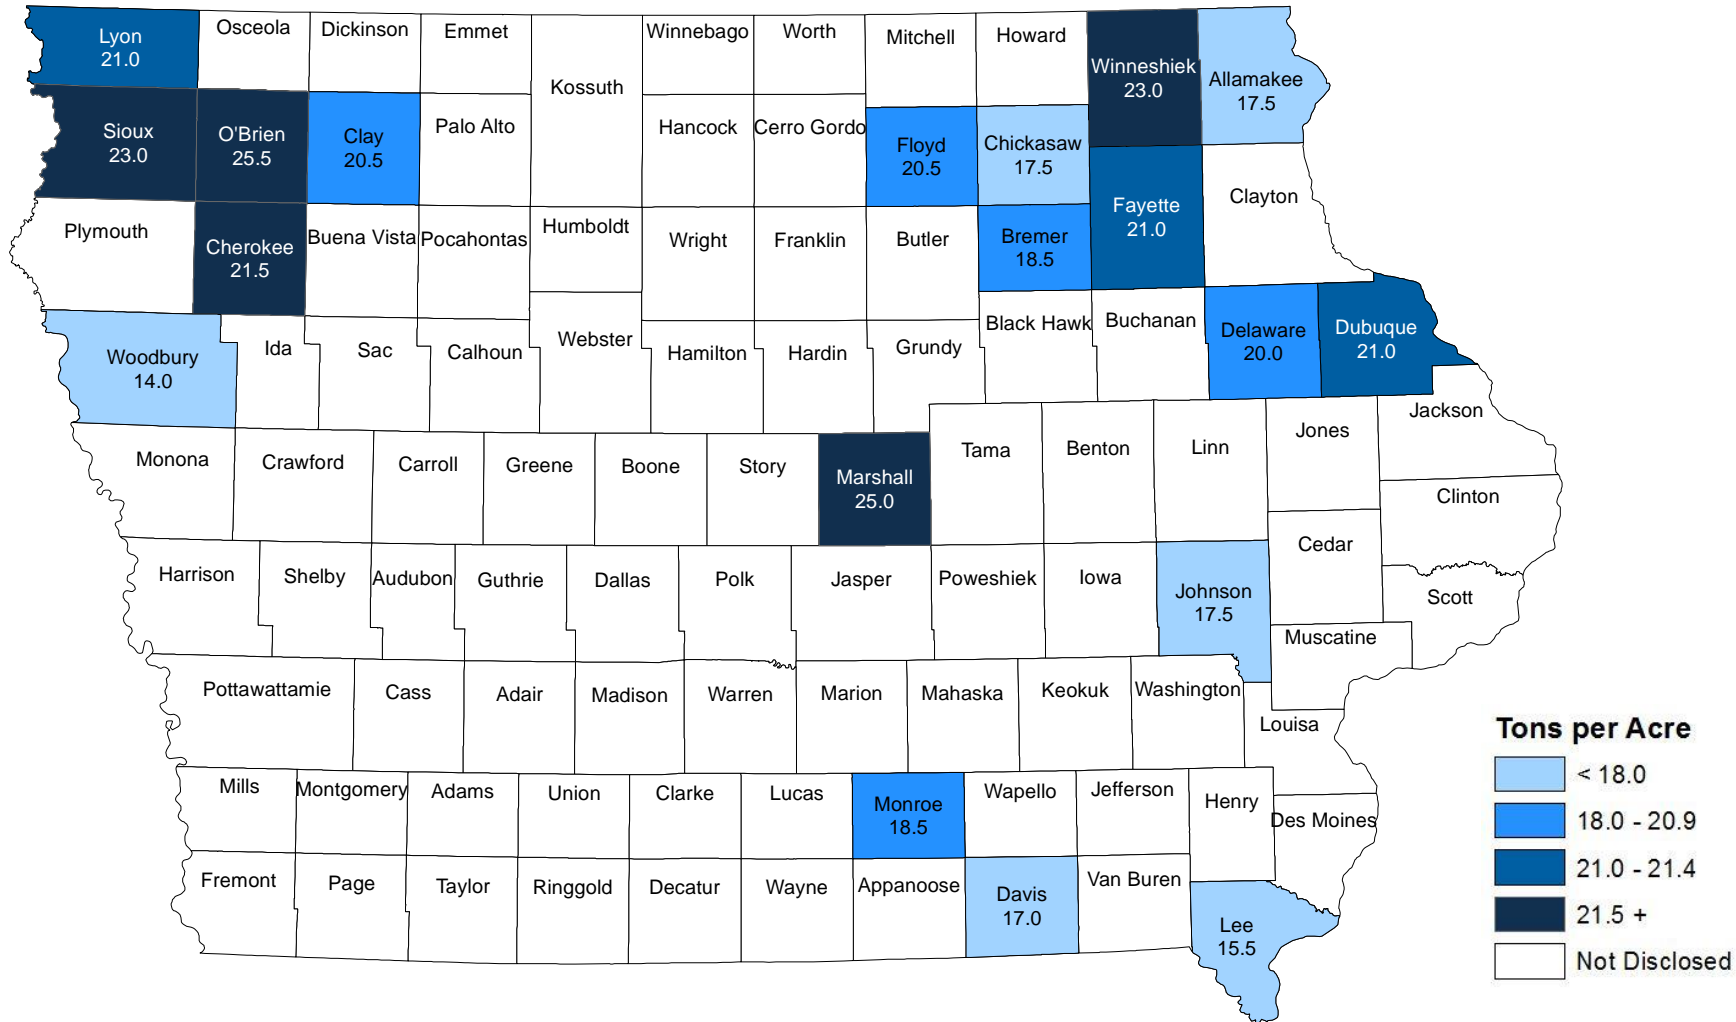 Lyon
21.0
Osceola
Dickinson
Emmet
Kossuth
Winnebago
Worth
Mitchell
Howard
Winneshiek
23.0
Allamakee
17.5
Sioux
23.0
O'Brien
25.5
Clay
20.5
Palo Alto
Hancock
Cerro Gordo
Floyd
20.5
Chickasaw
17.5
Fayette
21.0
Clayton
Plymouth
Cherokee
21.5
Buena Vista
Pocahontas
Humboldt
Wright
Franklin
Butler
Bremer
18.5
Woodbury
14.0
Ida
Sac
Calhoun
Webster
Hamilton
Hardin
Grundy
Black Hawk
Buchanan
Delaware
20.0
Dubuque
21.0
Jackson
Monona
Crawford
Carroll
Greene
Boone
Story
Marshall
25.0
Tama
Benton
Linn
Jones
Clinton
Cedar
Harrison
Shelby
Audubon
Guthrie
Dallas
Polk
Jasper
Poweshiek
Iowa
Johnson
17.5
Scott
Muscatine
Pottawattamie
Cass
Adair
Madison
Warren
Marion
Mahaska
Keokuk
Washington
Louisa
Mills
Montgomery
Adams
Union
Clarke
Lucas
Monroe
18.5
Wapello
Jefferson
Henry
Des Moines
Fremont
Page
Taylor
Ringgold
Decatur
Wayne
Appanoose
Davis
17.0
Van Buren
Lee
15.5
Tons per Acre
< 18.0
18.0 - 20.9
21.0 - 21.4
21.5 +
Not Disclosed